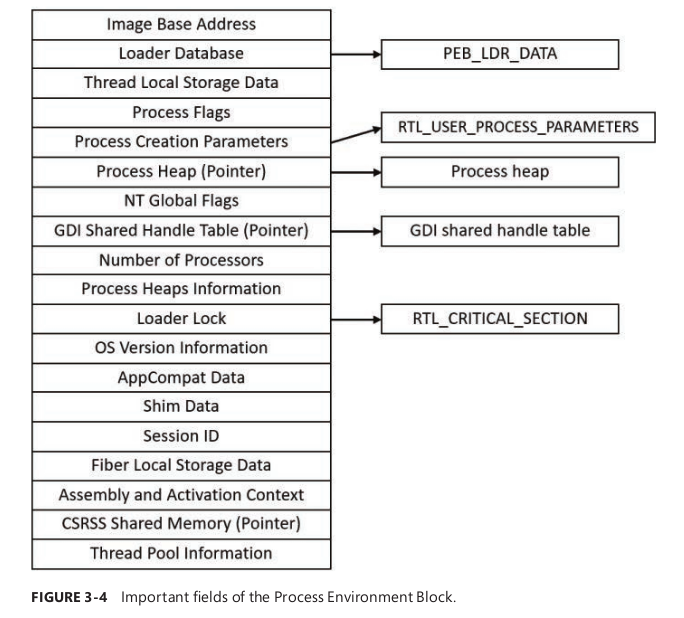 Image Base Address
Loader Database
PEB_LDR_DATA
Thread Local Storage Data
Process Flags
RTL_USER_PROCESS_PARAMETERS
Process Creation Parameters
Process Heap (Pointer)
Process heap
NT Global Flags
GDI Shared Handle Table (Pointer)
GDI shared handle table
Number of Processors
Process Heaps Information
Loader Lock
RTL_CRITICAL_SECTION
OS Version Information
AppCompat Data
Shim Data
Session ID
Fiber Local Storage Data
Assembly and Activation Context
CSRSS Shared Memory (Pointer)
Thread Pool Information
FIGURE 3-4 Important fields of the Process Environment Block.